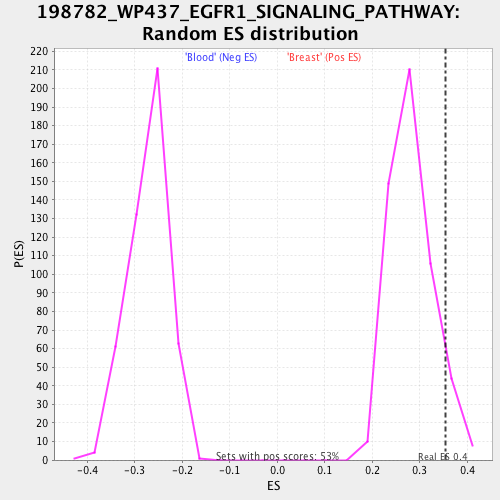 198782_WP437_EGFR1_SIGNALING_PATHWAY:
Random ES distribution
'Blood' (Neg ES) 'Breast' (Pos ES)
220
210
200
190
180
170
160
150
140
130
120
110
100
90
80
70
60
50
40
30
20
10
0
P(ES)
Sets with pos scores: 53%
Real ES 0.4
-0.4 -0.3 -0.2 -0.1 0.0 0.1 0.2 0.3 0.4
ES